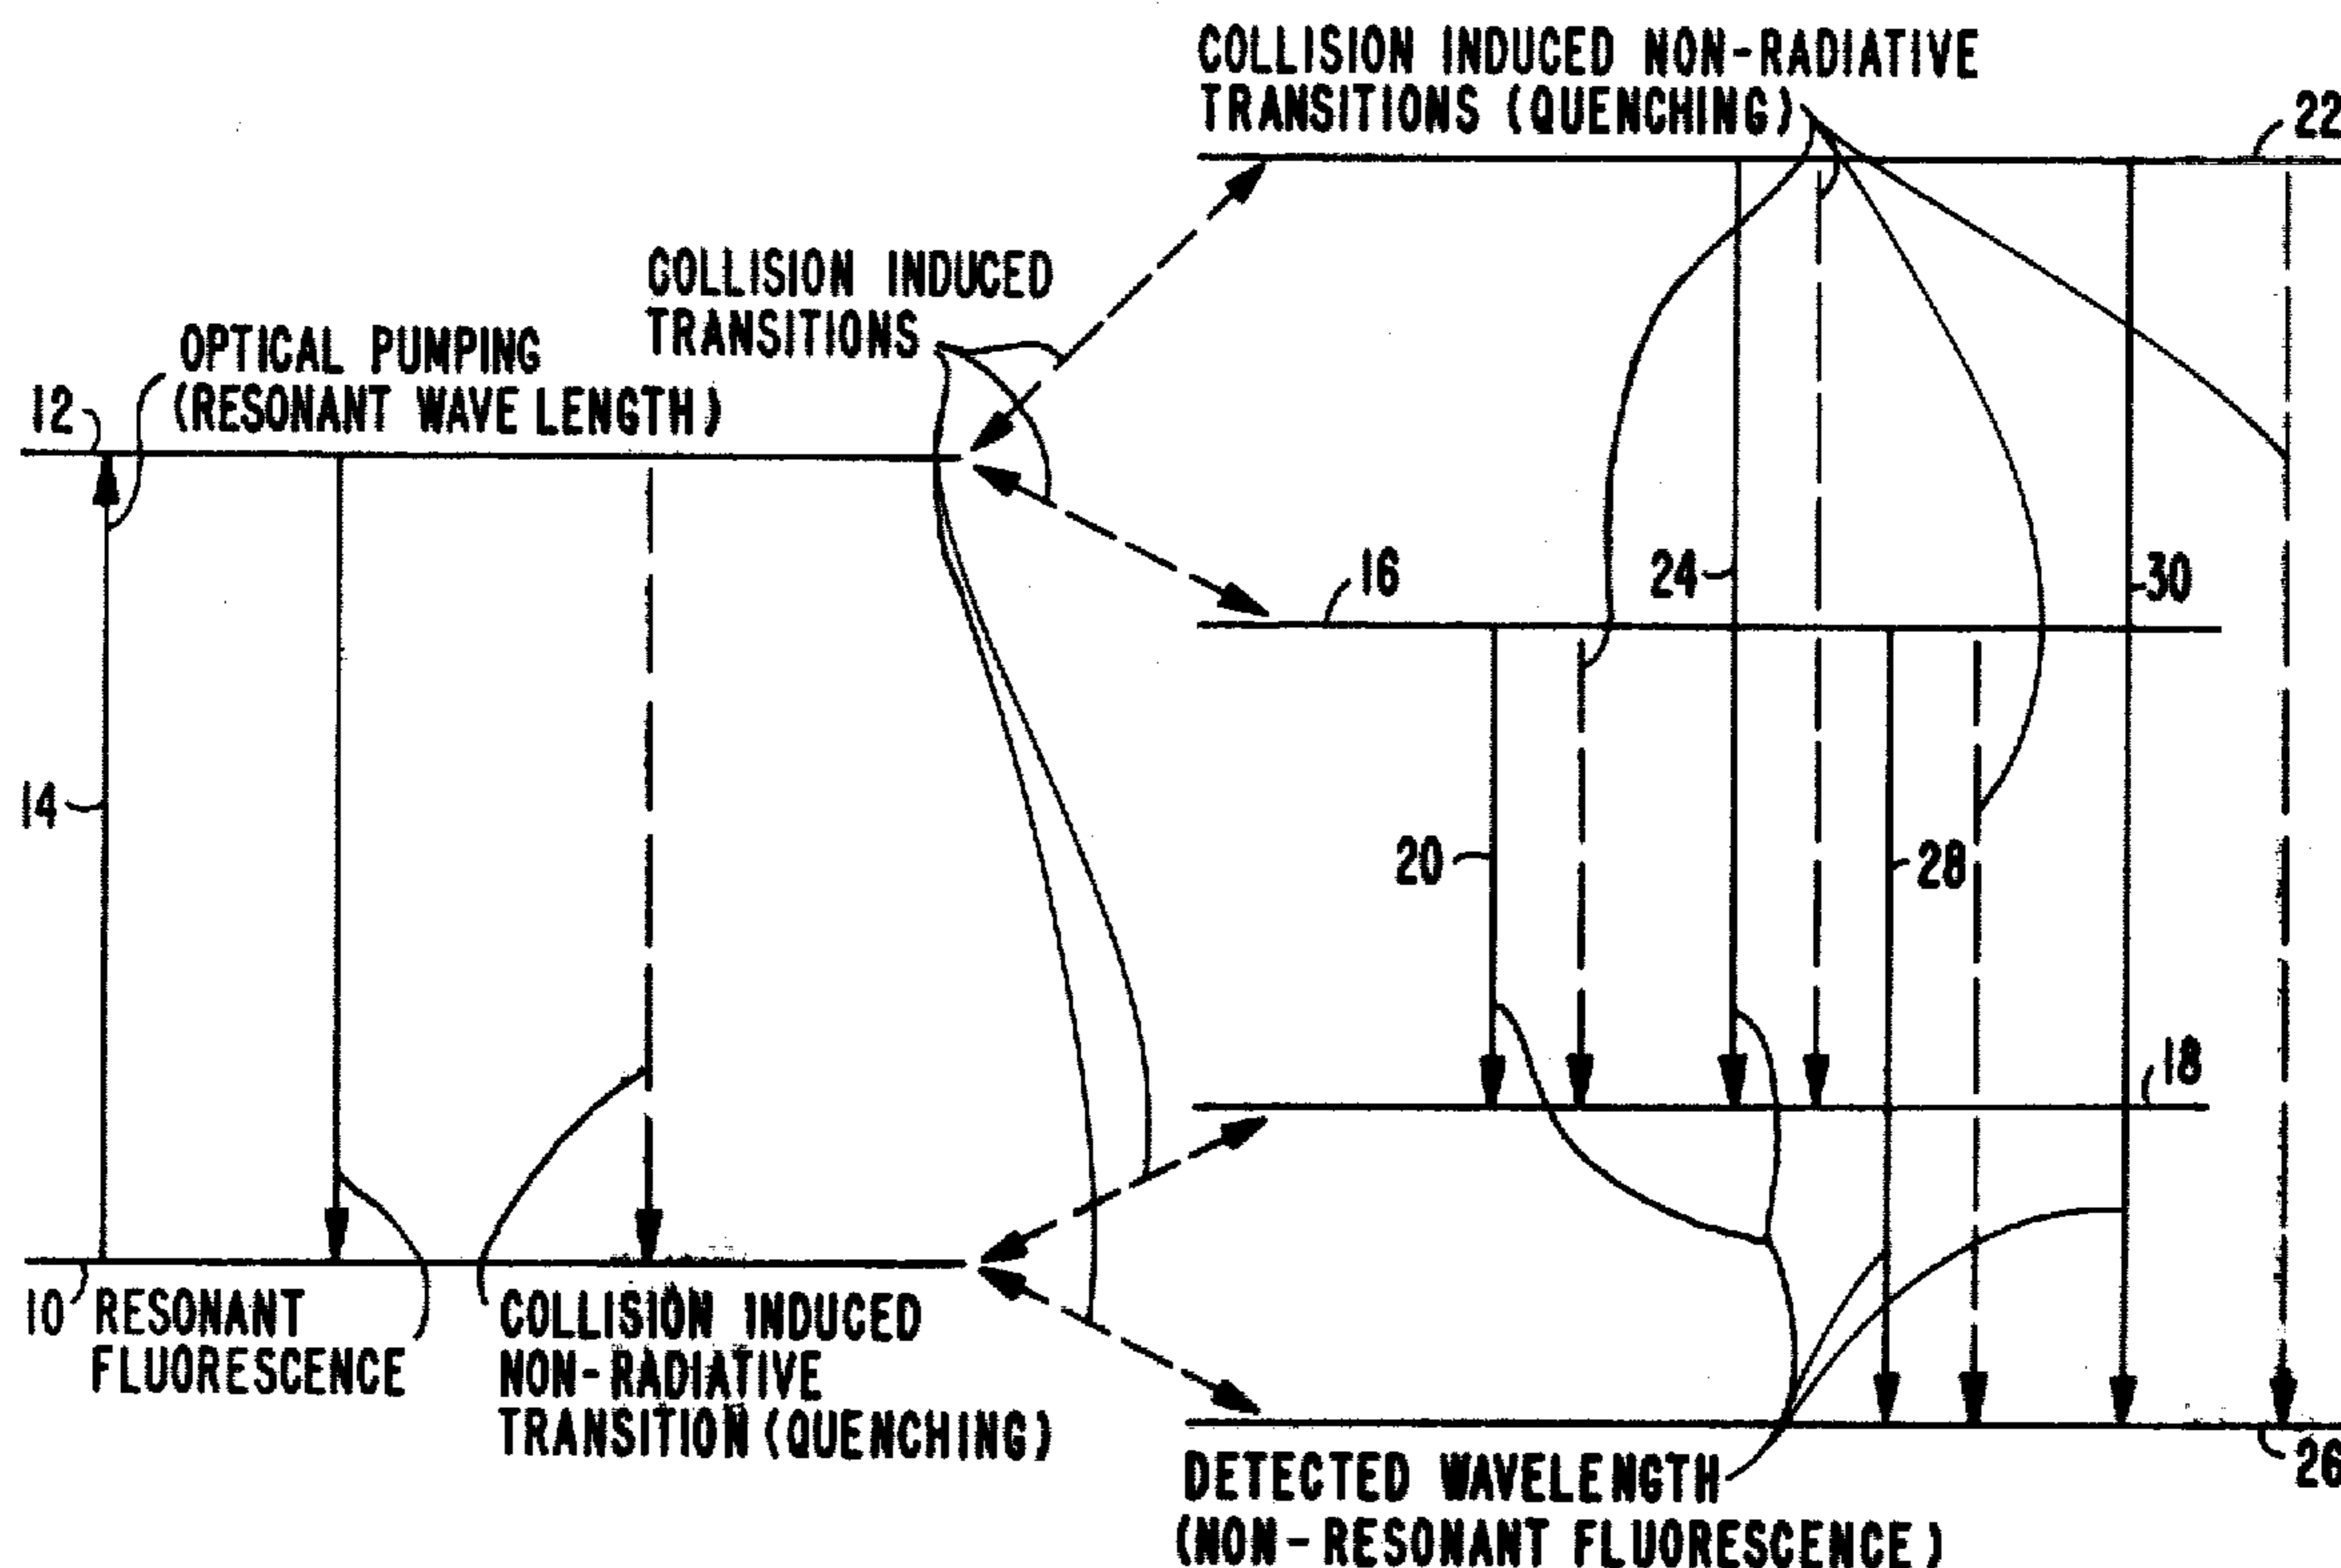 COLLISION INDUCED NON-RADIATIVE
TRANSITIONS (QUENCHING)
22
COLLISION INDUCED
TRANSITIONS
OPTICAL PUMPING
(RESONANT WAVE LENGTH)
12
16
24
30
14
20
28
18
10 RESONANT
FLUORESCENCE
COLLISION INDUCED
NON-RADIATIVE
TRANSITION (QUENCHING)
26
DETECTED WAVELENGTH
(NON-RESONANT FLUORESCENCE)